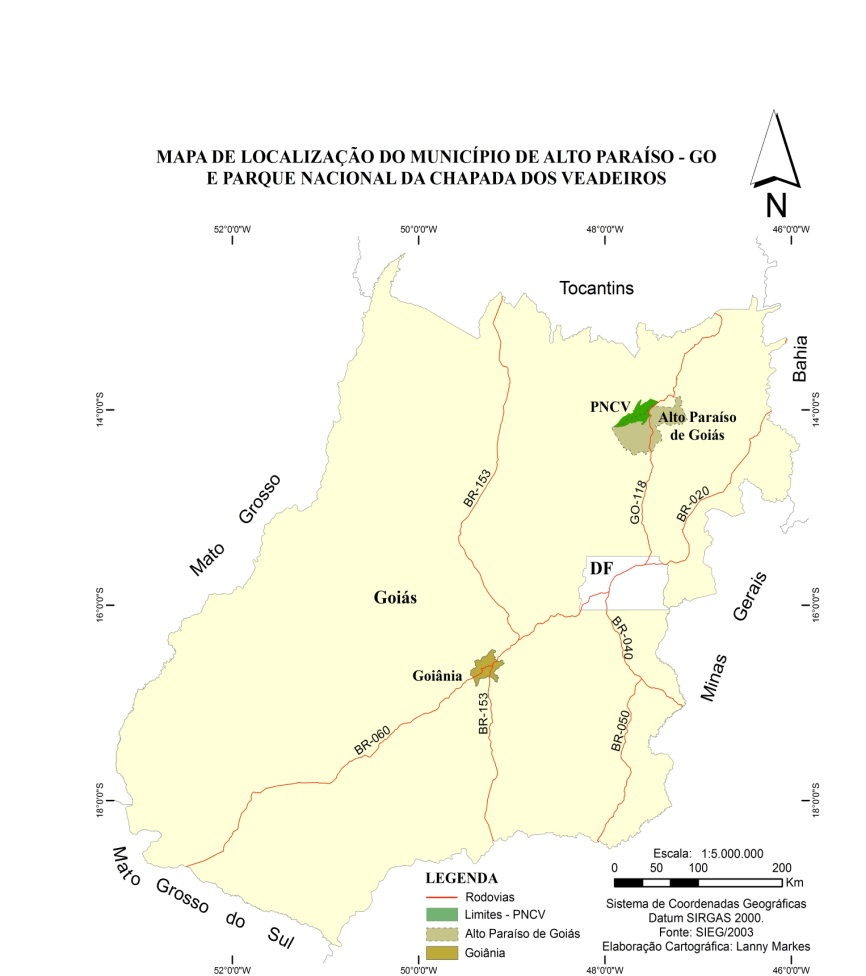 MAPA DE LOCALIZAÇÃO DO MUNICÍPIO DE ALTO PARAÍSO - GO
E PARQUE NACIONAL DA CHAPADA DOS VEADEIROS
N
52°0'0"W
50°0'0"W
48°0'0"W
46°0'0"W
Tocantins
Bahia
14°0'0"S
14°0'0"S
PNCV
Alto Paraíso
de Goiás
BR-153
Mato Grosso
GO-118
BR-020
DF
Goiás
16°0'0"S
16°0'0"S
Minas Gerais
BR-040
Goiânia
BR-153
BR-060
BR-050
18°0'0"S
18°0'0"S
Mato Grosso do Sul
Escala: 1:5.000.000
0 50 100 200
Km
LEGENDA
Rodovias
Limites - PNCV
Alto Paraíso de Goiás
Goiânia
Sistema de Coordenadas Geográficas
Datum SIRGAS 2000.
Fonte: SIEG/2003
Elaboração Cartográfica: Lanny Markes
52°0'0"W
50°0'0"W
48°0'0"W
46°0'0"W